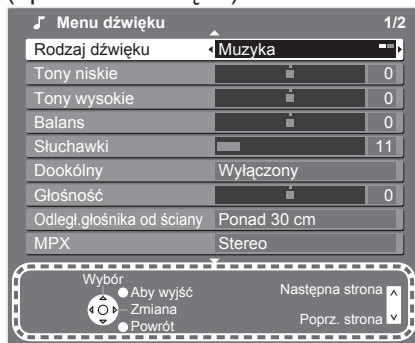 Menu dźwięku 1/2
Rodzaj dźwięku Muzyka
Tony niskie 0
Tony wysokie 0
Balans 0
Słuchawki 11
Dookólny Wyłączony
Głośność 0
Odległ.głośnika od ściany Ponad 30 cm
MPX Stereo
Wybór
Aby wyjść Następna strona
Zmiana
Powrót Poprz. strona